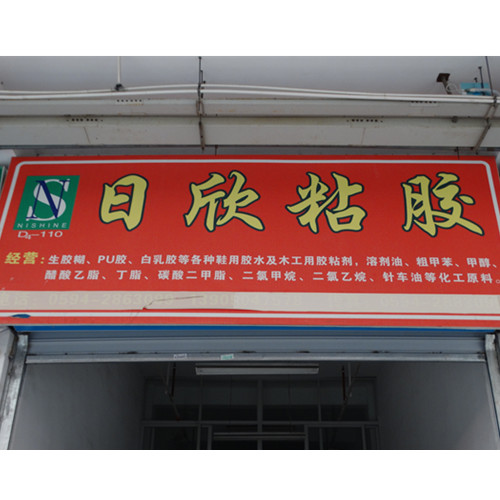 日欣粘胶
NS
NISHINE
D₈—110
经营：生胶糊、PU胶、白乳胶等各种鞋用胶水及木工用胶粘剂，溶剂油、粗甲苯、甲醇、
醋酸乙脂、丁脂、碳酸二甲脂、二氯甲烷、二氯乙烷、针车油等化工原料。